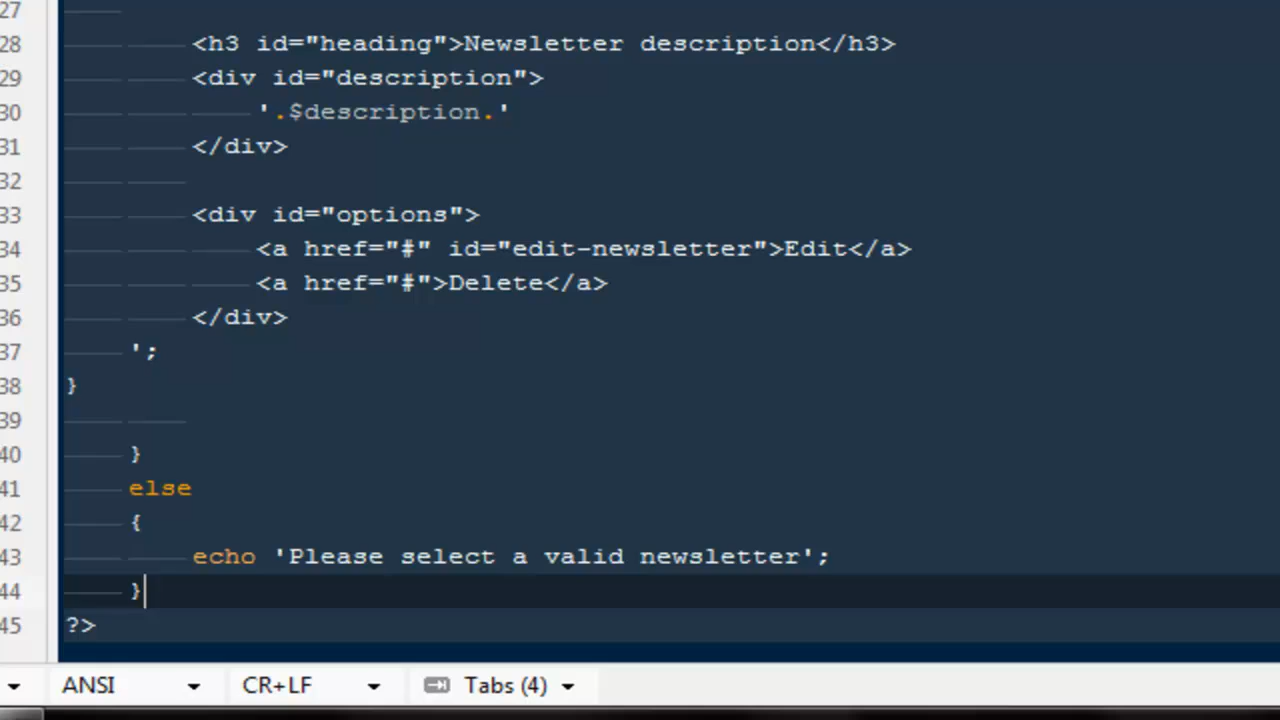 27
28 <h3 id="heading">Newsletter description</h3>
29 <div id="description">
30 '.$description.'
31 </div>
32
33 <div id="options">
34 <a href="#" id="edit-newsletter">Edit</a>
35 <a href="#">Delete</a>
36 </div>
37 ';
38 }
39
40 }
41 else
42 {
43 echo 'Please select a valid newsletter';
44 }
45 ?>
ANSI CR+LF Tabs (4)